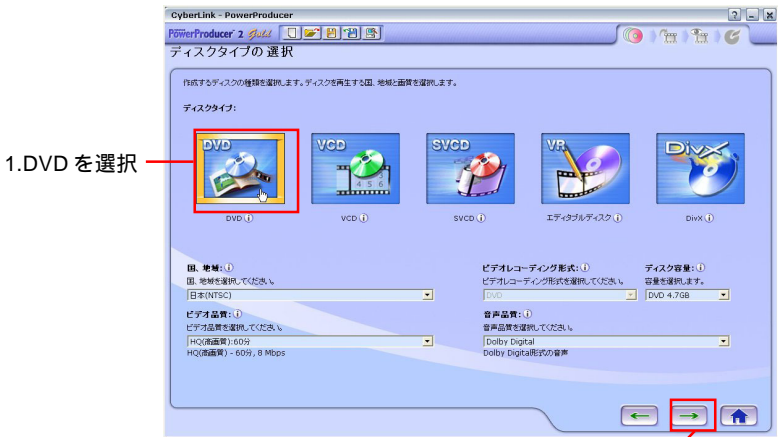 CyberLink - PowerProducer
PowerProducer 2 Gold
ディスクタイプの 選択
作成するディスクの種類を選択します。ディスクを再生する国、地域と画質を選択します。
ディスクタイプ:
1.DVD を選択
DVD
VCD
4 5 6
SVCD
VR
DivX
DVD
VCD
SVCD
エディタブルディスク
DivX
国、地域:
国、地域を選択してください。
日本(NTSC)
ビデオレコーディング形式:
ビデオレコーディング形式を選択してください。
DVD
ディスク容量:
容量を選択します。
DVD 4.7GB
ビデオ品質:
ビデオ品質を選択してください。
HQ(高画質):60分
HQ(高画質) - 60分, 8 Mbps
音声品質:
音声品質を選択してください。
Dolby Digital
Dolby Digital形式の音声